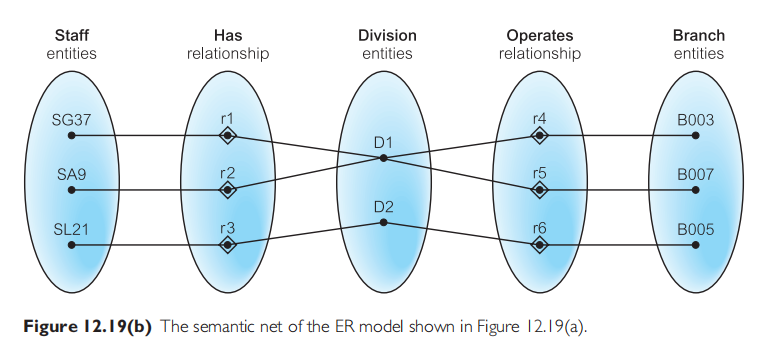 Staff Has Division Operates Branch
entities relationship entities relationship entities
SG37 r1 r4 B003
D1
SA9 r2 r5 B007
D2
SL21 r3 r6 B005
Figure 12.19(b) The semantic net of the ER model shown in Figure 12.19(a).